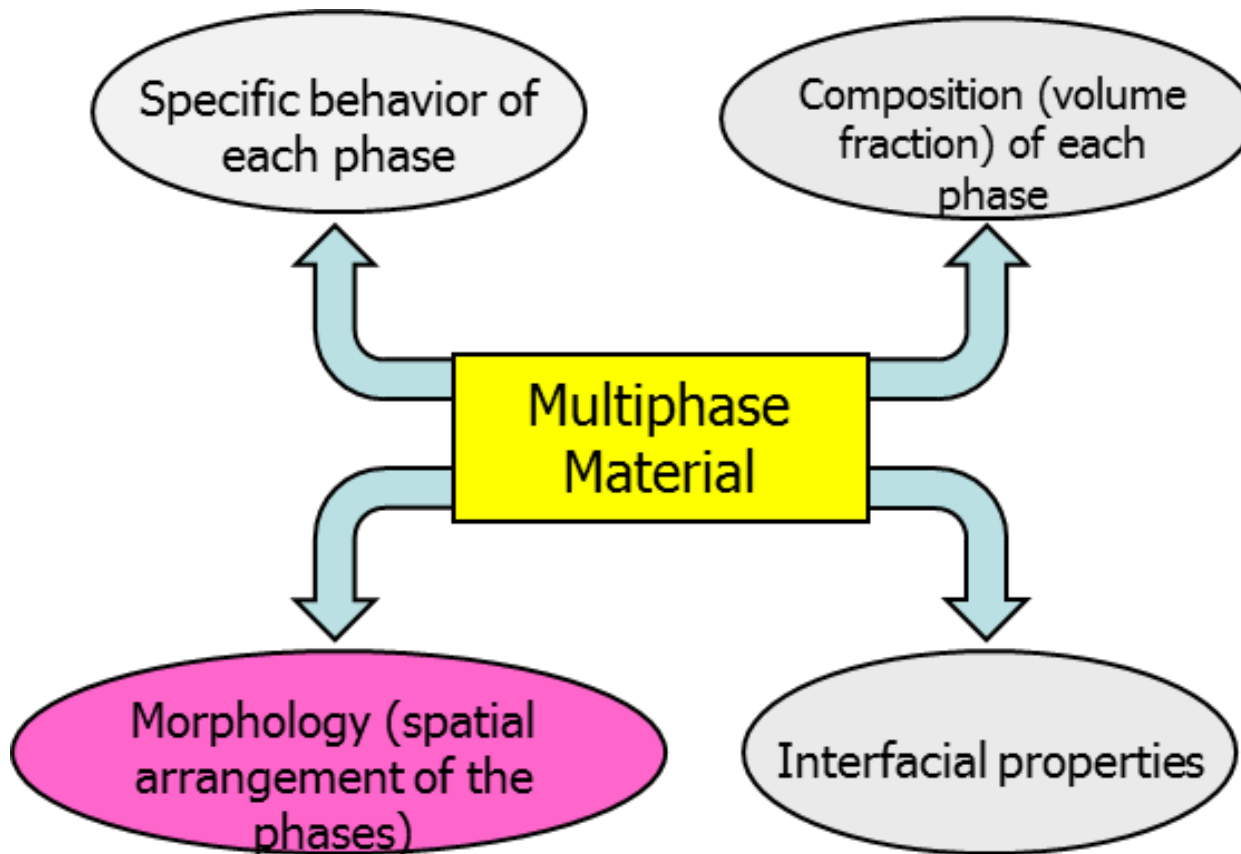 Specific behavior of
each phase
Composition (volume
fraction) of each
phase
Multiphase
Material
Morphology (spatial
arrangement of the
phases)
Interfacial properties